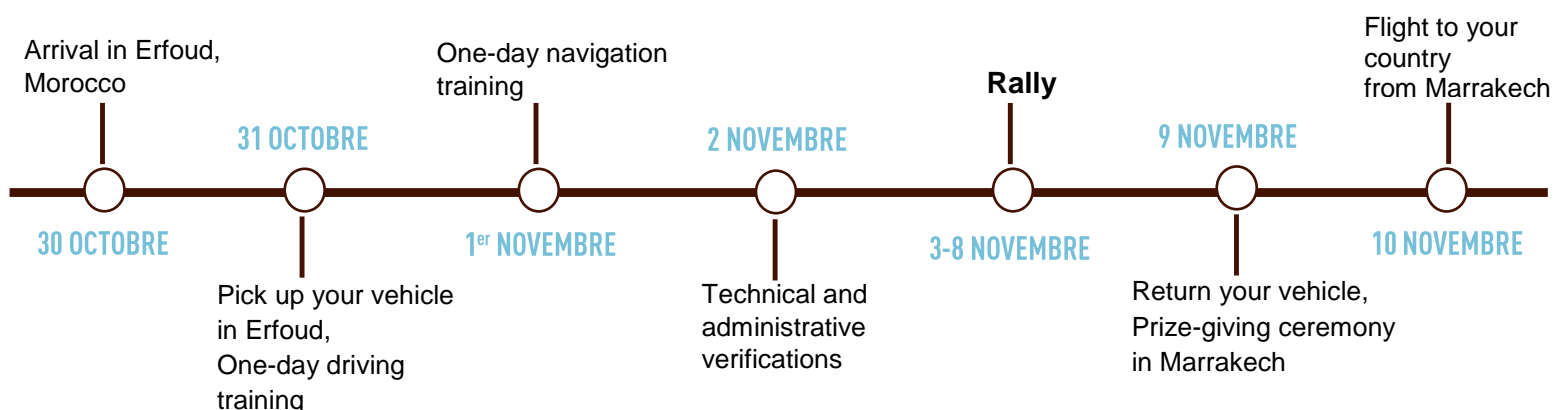 Arrival in Erfoud,
Morocco
30 OCTOBRE
31 OCTOBRE
Pick up your vehicle
in Erfoud,
One-day driving
training
One-day navigation
training
1er NOVEMBRE
2 NOVEMBRE
Technical and
administrative
verifications
Rally
3-8 NOVEMBRE
9 NOVEMBRE
Return your vehicle,
Prize-giving ceremony
in Marrakech
Flight to your
country
from Marrakech
10 NOVEMBRE